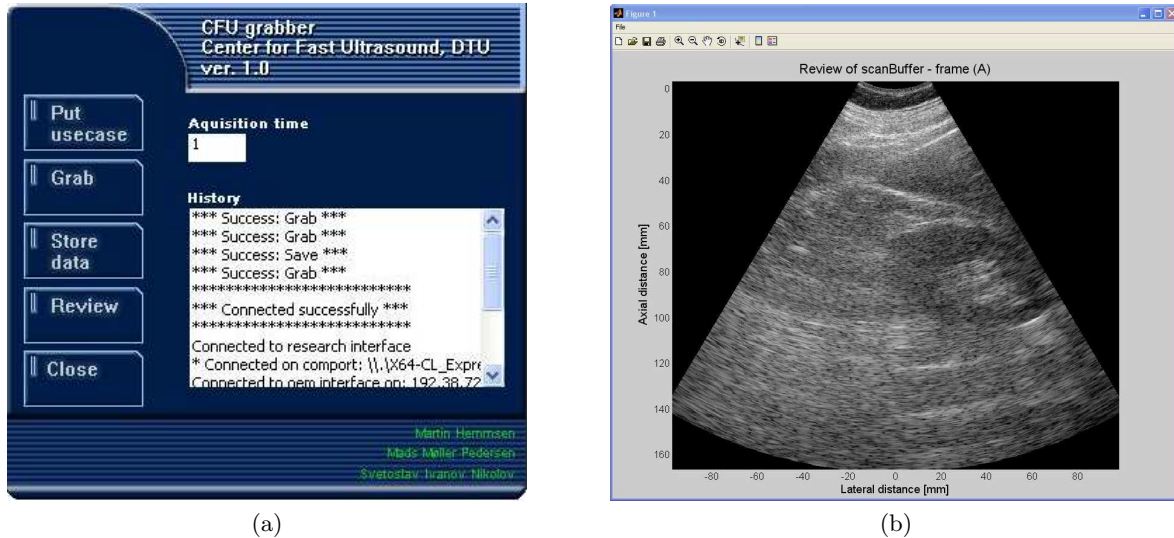 CFU grabber
Center for Fast Ultrasound, DTU
ver. 1.0
Put
usecase
Grab
Store
data
Review
Close
Aquisition time
1
History
*** Success: Grab ***
*** Success: Grab ***
*** Success: Save ***
*** Success: Grab ***
**************************
*** Connected successfully ***
**************************
Connected to research interface
* Connected on comport: \\.\X64-CL_Expre
Connected to oem interface on: 192.38.72
Martin Hemmsen
Mads Møller Pedersen
Svetoslav Ivanov Nikolov
(a)
Figure 1
File
Review of scanBuffer - frame (A)
Axial distance [mm]
0
20
40
60
80
100
120
140
160
-80 -60 -40 -20 0 20 40 60 80
Lateral distance [mm]
(b)